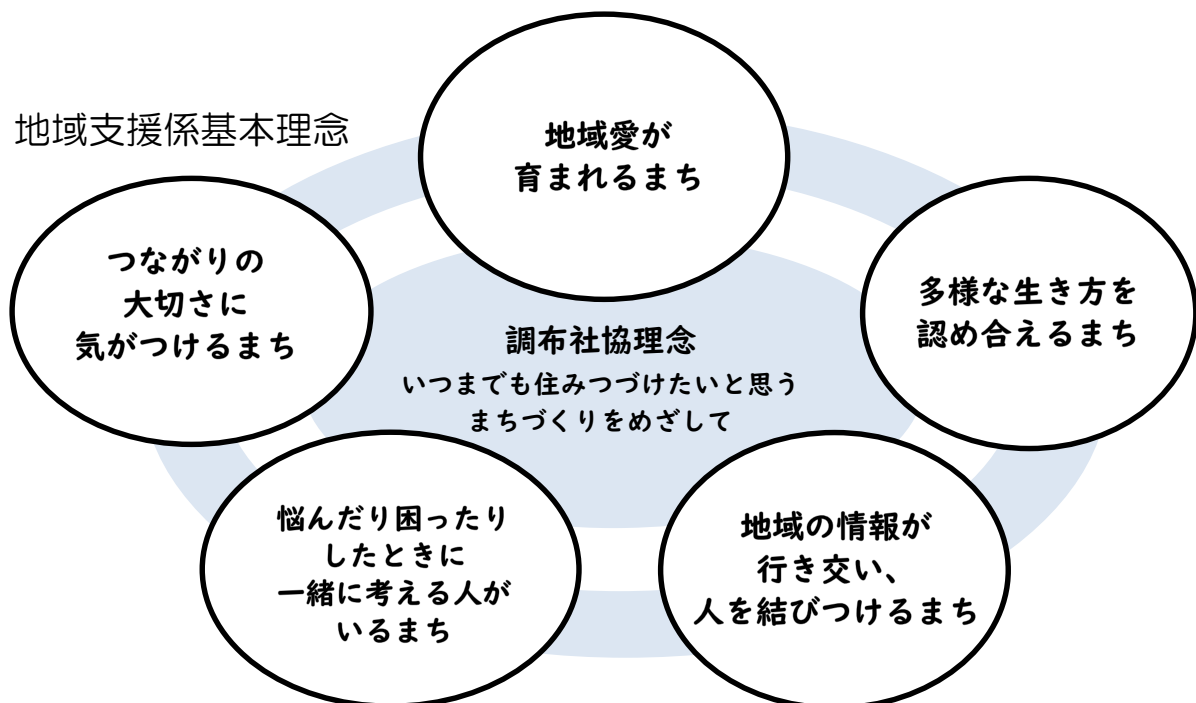 地域支援係基本理念
地域愛が
育まれるまち
つながりの
大切さに
気がつけるまち
多様な生き方を
認め合えるまち
調布社協理念
いつまでも住みつづけたいと思う
まちづくりをめざして
悩んだり困ったり
したときに
一緒に考える人が
いるまち
地域の情報が
行き交い、
人を結びつけるまち